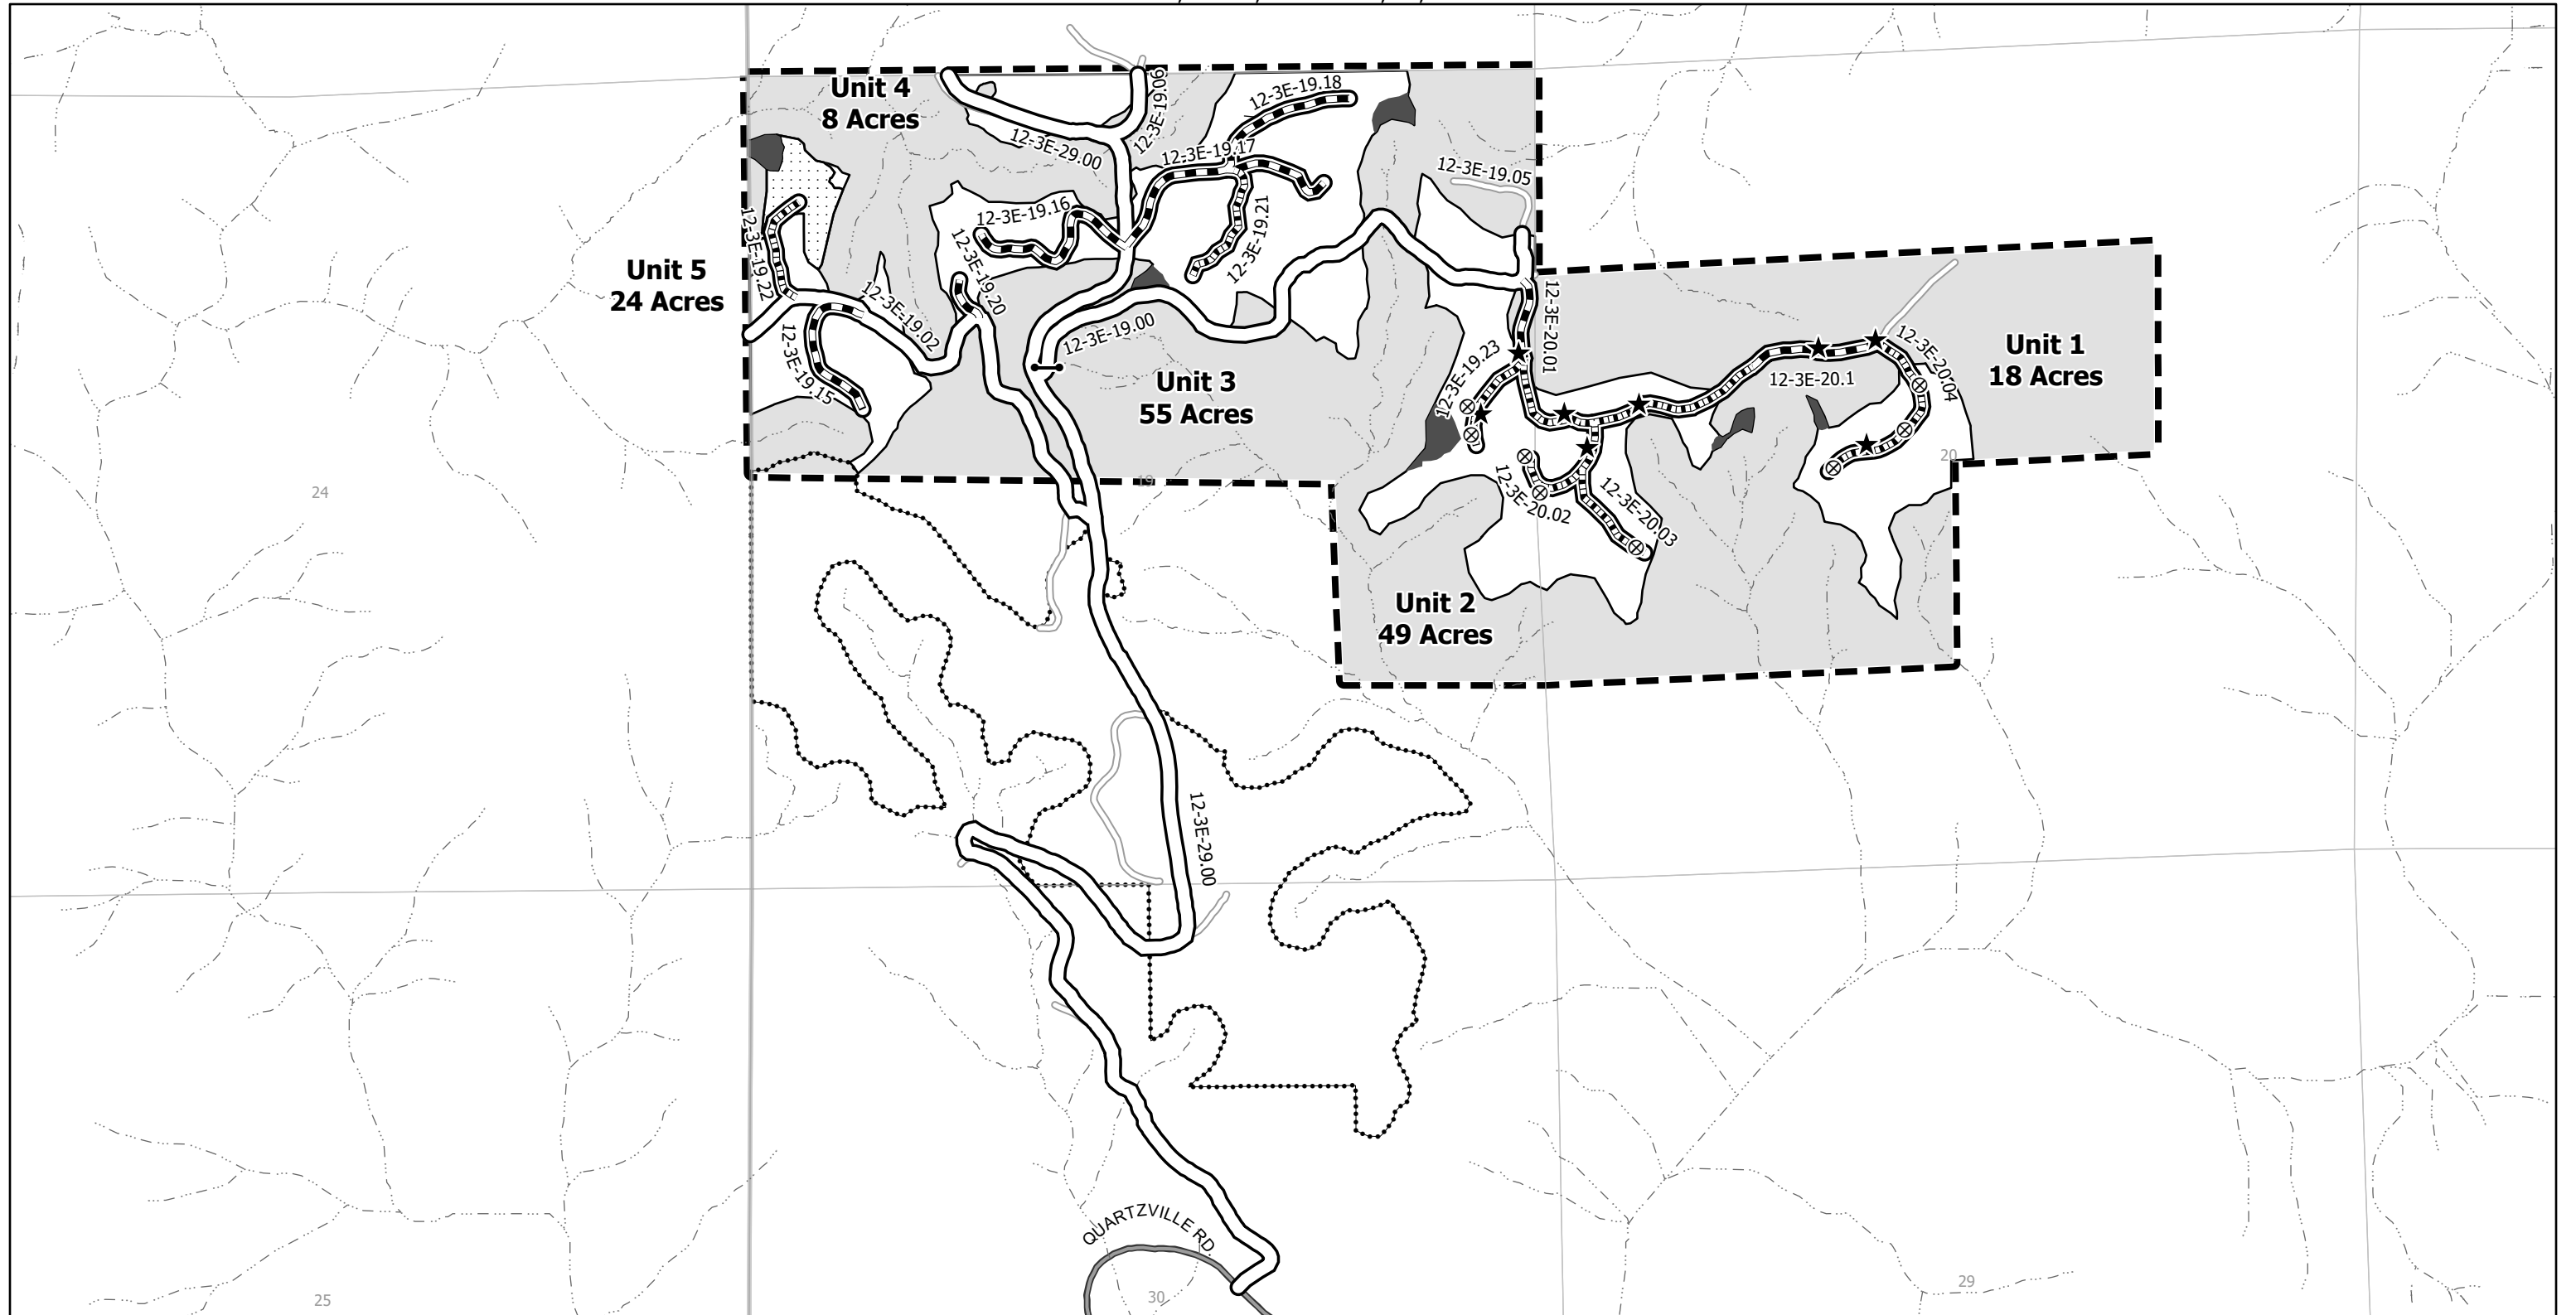 Unit 4
8 Acres
12-3E-19.06
12-3E-29.00
12-3E-19.18
12-3E-19.17
12-3E-19.05
12-3E-19.16
12-3E-19.21
12-3E-19.22
12-3E-19.20
Unit 5
24 Acres
12-3E-19.02
12-3E-19.15
12-3E-19.00
12-3E-20.01
Unit 3
55 Acres
12-3E-19.23
12-3E-20.1
12-3E-20.04
Unit 1
18 Acres
24
19
20
12-3E-20.02
12-3E-20.03
Unit 2
49 Acres
12-3E-29.00
QUARTZVILLE RD.
25
30
29